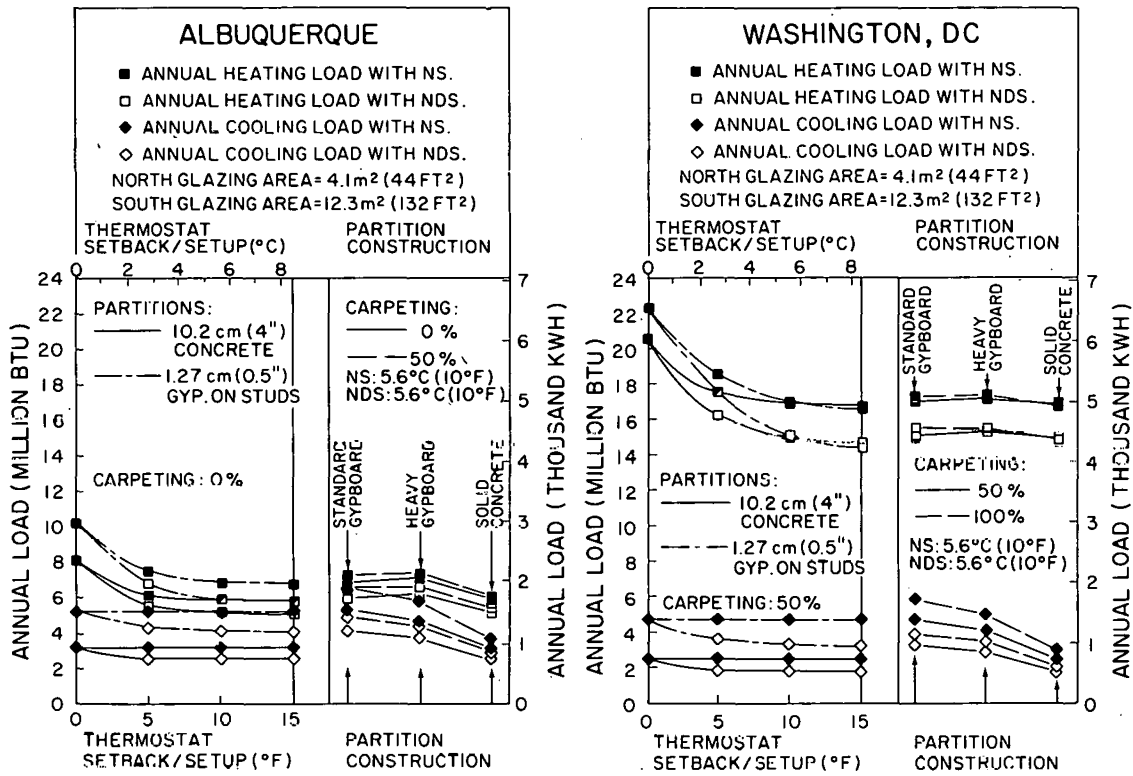 ALBUQUERQUE
■ ANNUAL HEATING LOAD WITH NS.
□ ANNUAL HEATING LOAD WITH NDS.
◆ ANNUAL COOLING LOAD WITH NS.
◇ ANNUAL COOLING LOAD WITH NDS.
NORTH GLAZING AREA = 4.1m² (44 FT²)
SOUTH GLAZING AREA = 12.3m² (132 FT²)
THERMOSTAT
SETBACK/SETUP (°C)
PARTITION
CONSTRUCTION
0 2 4 6 8
24
22
20
18
16
14
12
10
8
6
4
2
0
ANNUAL LOAD (MILLION BTU)
PARTITIONS:
10.2 cm (4")
CONCRETE
1.27 cm (0.5")
GYP. ON STUDS
CARPETING: 0%
CARPETING:
0%
50%
NS: 5.6°C (10°F)
NDS: 5.6°C (10°F)
STANDARD
GYPBOARD
HEAVY
GYPBOARD
SOLID
CONCRETE
7
6
5
4
3
2
1
0
ANNUAL LOAD (THOUSAND KWH)
0 5 10 15
THERMOSTAT
SETBACK/SETUP (°F)
PARTITION
CONSTRUCTION
WASHINGTON, DC
■ ANNUAL HEATING LOAD WITH NS.
□ ANNUAL HEATING LOAD WITH NDS.
◆ ANNUAL COOLING LOAD WITH NS.
◇ ANNUAL COOLING LOAD WITH NDS.
NORTH GLAZING AREA = 4.1m² (44 FT²)
SOUTH GLAZING AREA = 12.3m² (132 FT²)
THERMOSTAT
SETBACK/SETUP (°C)
PARTITION
CONSTRUCTION
0 2 4 6 8
24
22
20
18
16
14
12
10
8
6
4
2
0
ANNUAL LOAD (MILLION BTU)
PARTITIONS:
10.2 cm (4")
CONCRETE
1.27 cm (0.5")
GYP. ON STUDS
CARPETING: 50%
STANDARD
GYPBOARD
HEAVY
GYPBOARD
SOLID
CONCRETE
CARPETING:
50%
100%
NS: 5.6°C (10°F)
NDS: 5.6°C (10°F)
7
6
5
4
3
2
1
0
ANNUAL LOAD (THOUSAND KWH)
0 5 10 15
THERMOSTAT
SETBACK/SETUP (°F)
PARTITION
CONSTRUCTION